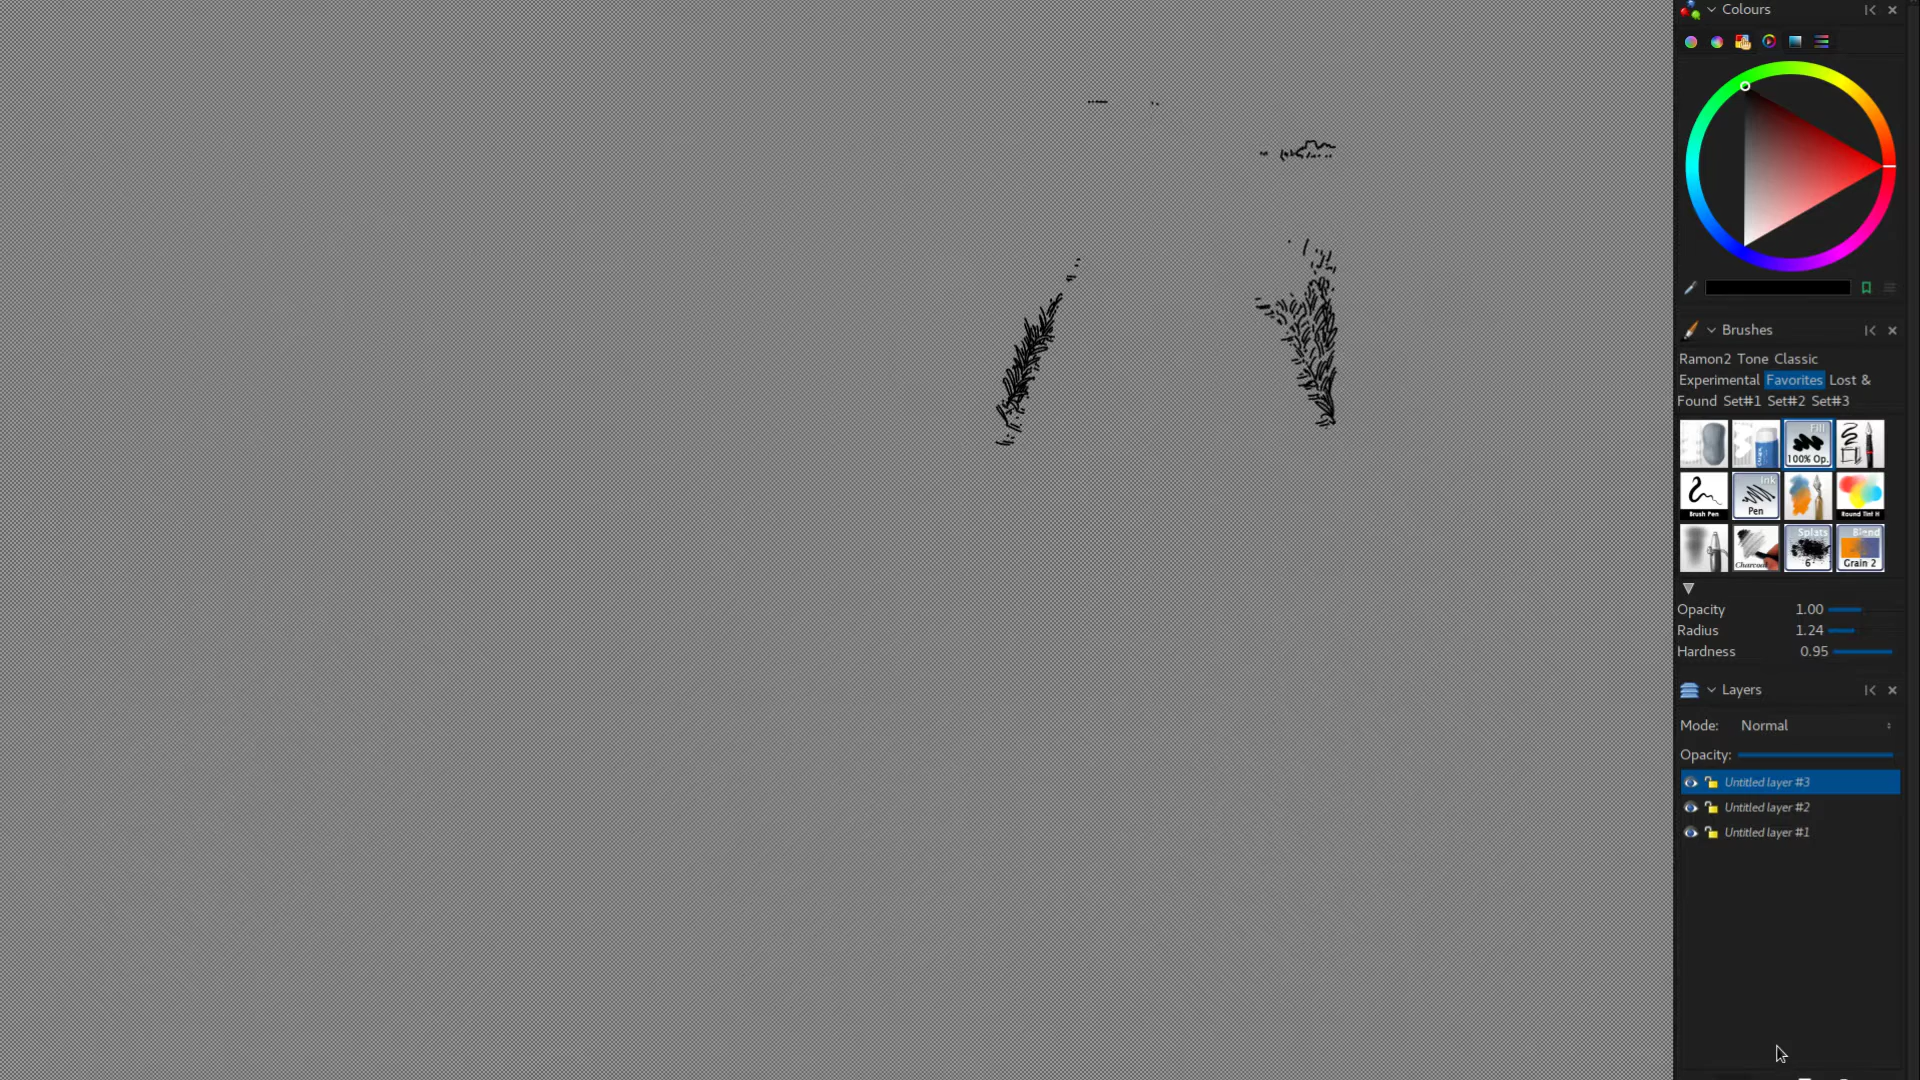 Colours
Brushes
Ramon2 Tone Classic
Experimental Favorites Lost &
Found Set#1 Set#2 Set#3
Fill
100% Op.
Brush Pen
Ink
Pen
Round Tint H
Charcoal
Splats
6
Blend
Grain 2
Opacity 1.00
Radius 1.24
Hardness 0.95
Layers
Mode: Normal
Opacity:
Untitled layer #3
Untitled layer #2
Untitled layer #1